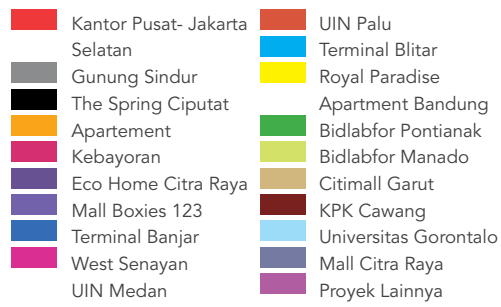 Kantor Pusat- Jakarta
Selatan
Gunung Sindur
The Spring Ciputat
Apartement
Kebayoran
Eco Home Citra Raya
Mall Boxies 123
Terminal Banjar
West Senayan
UIN Medan
UIN Palu
Terminal Blitar
Royal Paradise
Apartment Bandung
Bidlabfor Pontianak
Bidlabfor Manado
Citimall Garut
KPK Cawang
Universitas Gorontalo
Mall Citra Raya
Proyek Lainnya